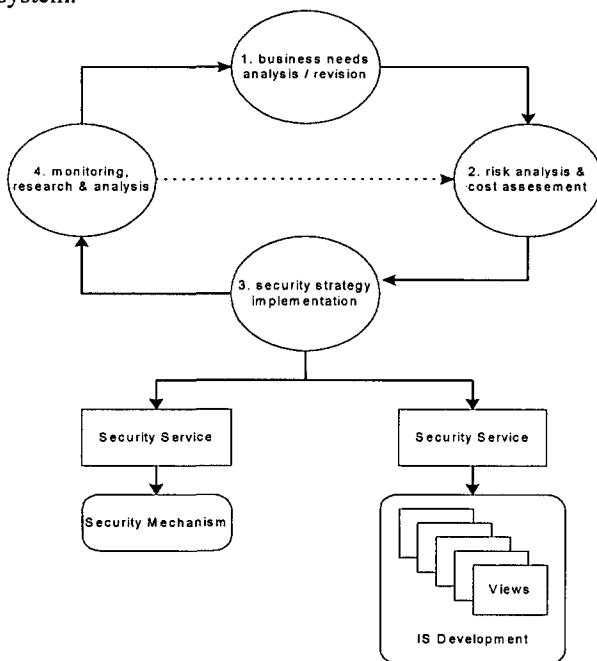 system.
1. business needs
analysis / revision
4. monitoring,
research & analysis
2. risk analysis &
cost assesement
3. security strategy
implementation
Security Service
Security Service
Security Mechanism
Views
IS Development